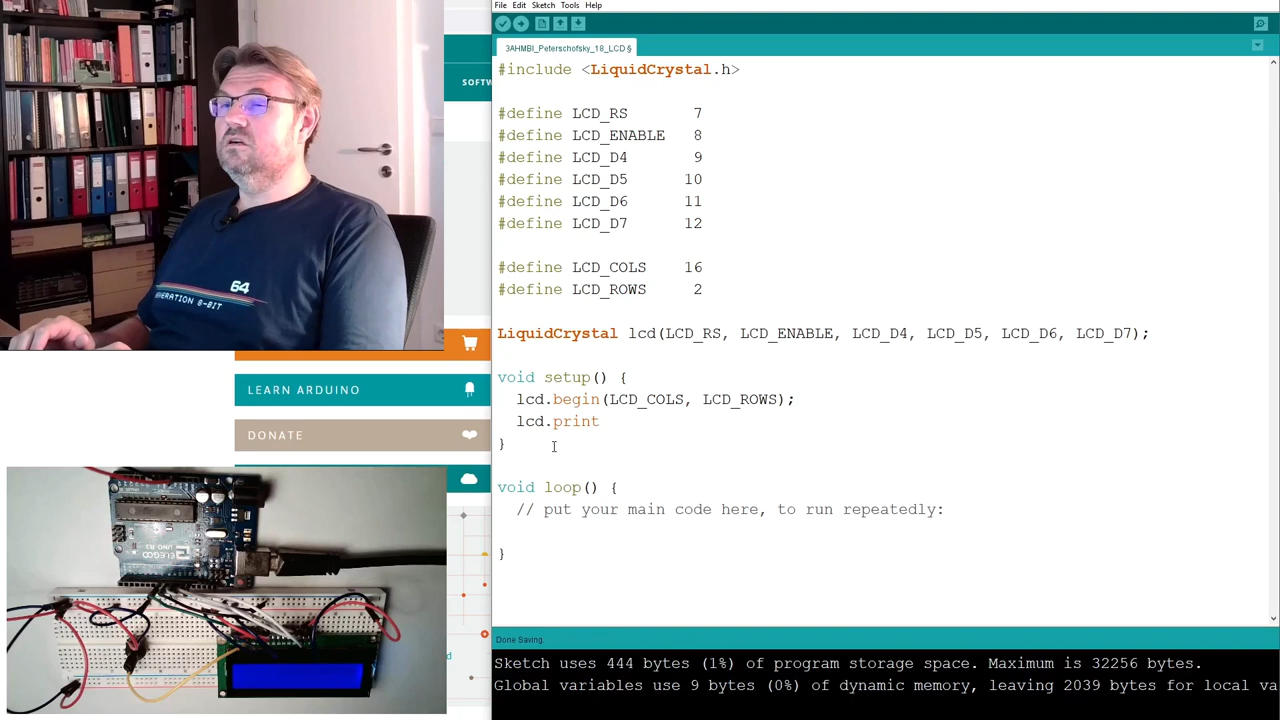 File Edit Sketch Tools Help
3AHMBI_Peterschofsky_18_LCD §
#include <LiquidCrystal.h>
#define LCD_RS 7
#define LCD_ENABLE 8
#define LCD_D4 9
#define LCD_D5 10
#define LCD_D6 11
#define LCD_D7 12
#define LCD_COLS 16
#define LCD_ROWS 2
LiquidCrystal lcd(LCD_RS, LCD_ENABLE, LCD_D4, LCD_D5, LCD_D6, LCD_D7);
void setup() {
lcd.begin(LCD_COLS, LCD_ROWS);
lcd.print
}
void loop() {
// put your main code here, to run repeatedly:
}
Done Saving.
Sketch uses 444 bytes (1%) of program storage space. Maximum is 32256 bytes.
Global variables use 9 bytes (0%) of dynamic memory, leaving 2039 bytes for local va
SOFTW
LEARN ARDUINO
DONATE
64
GENERATION 8-BIT
UNO R3
ELEGOO